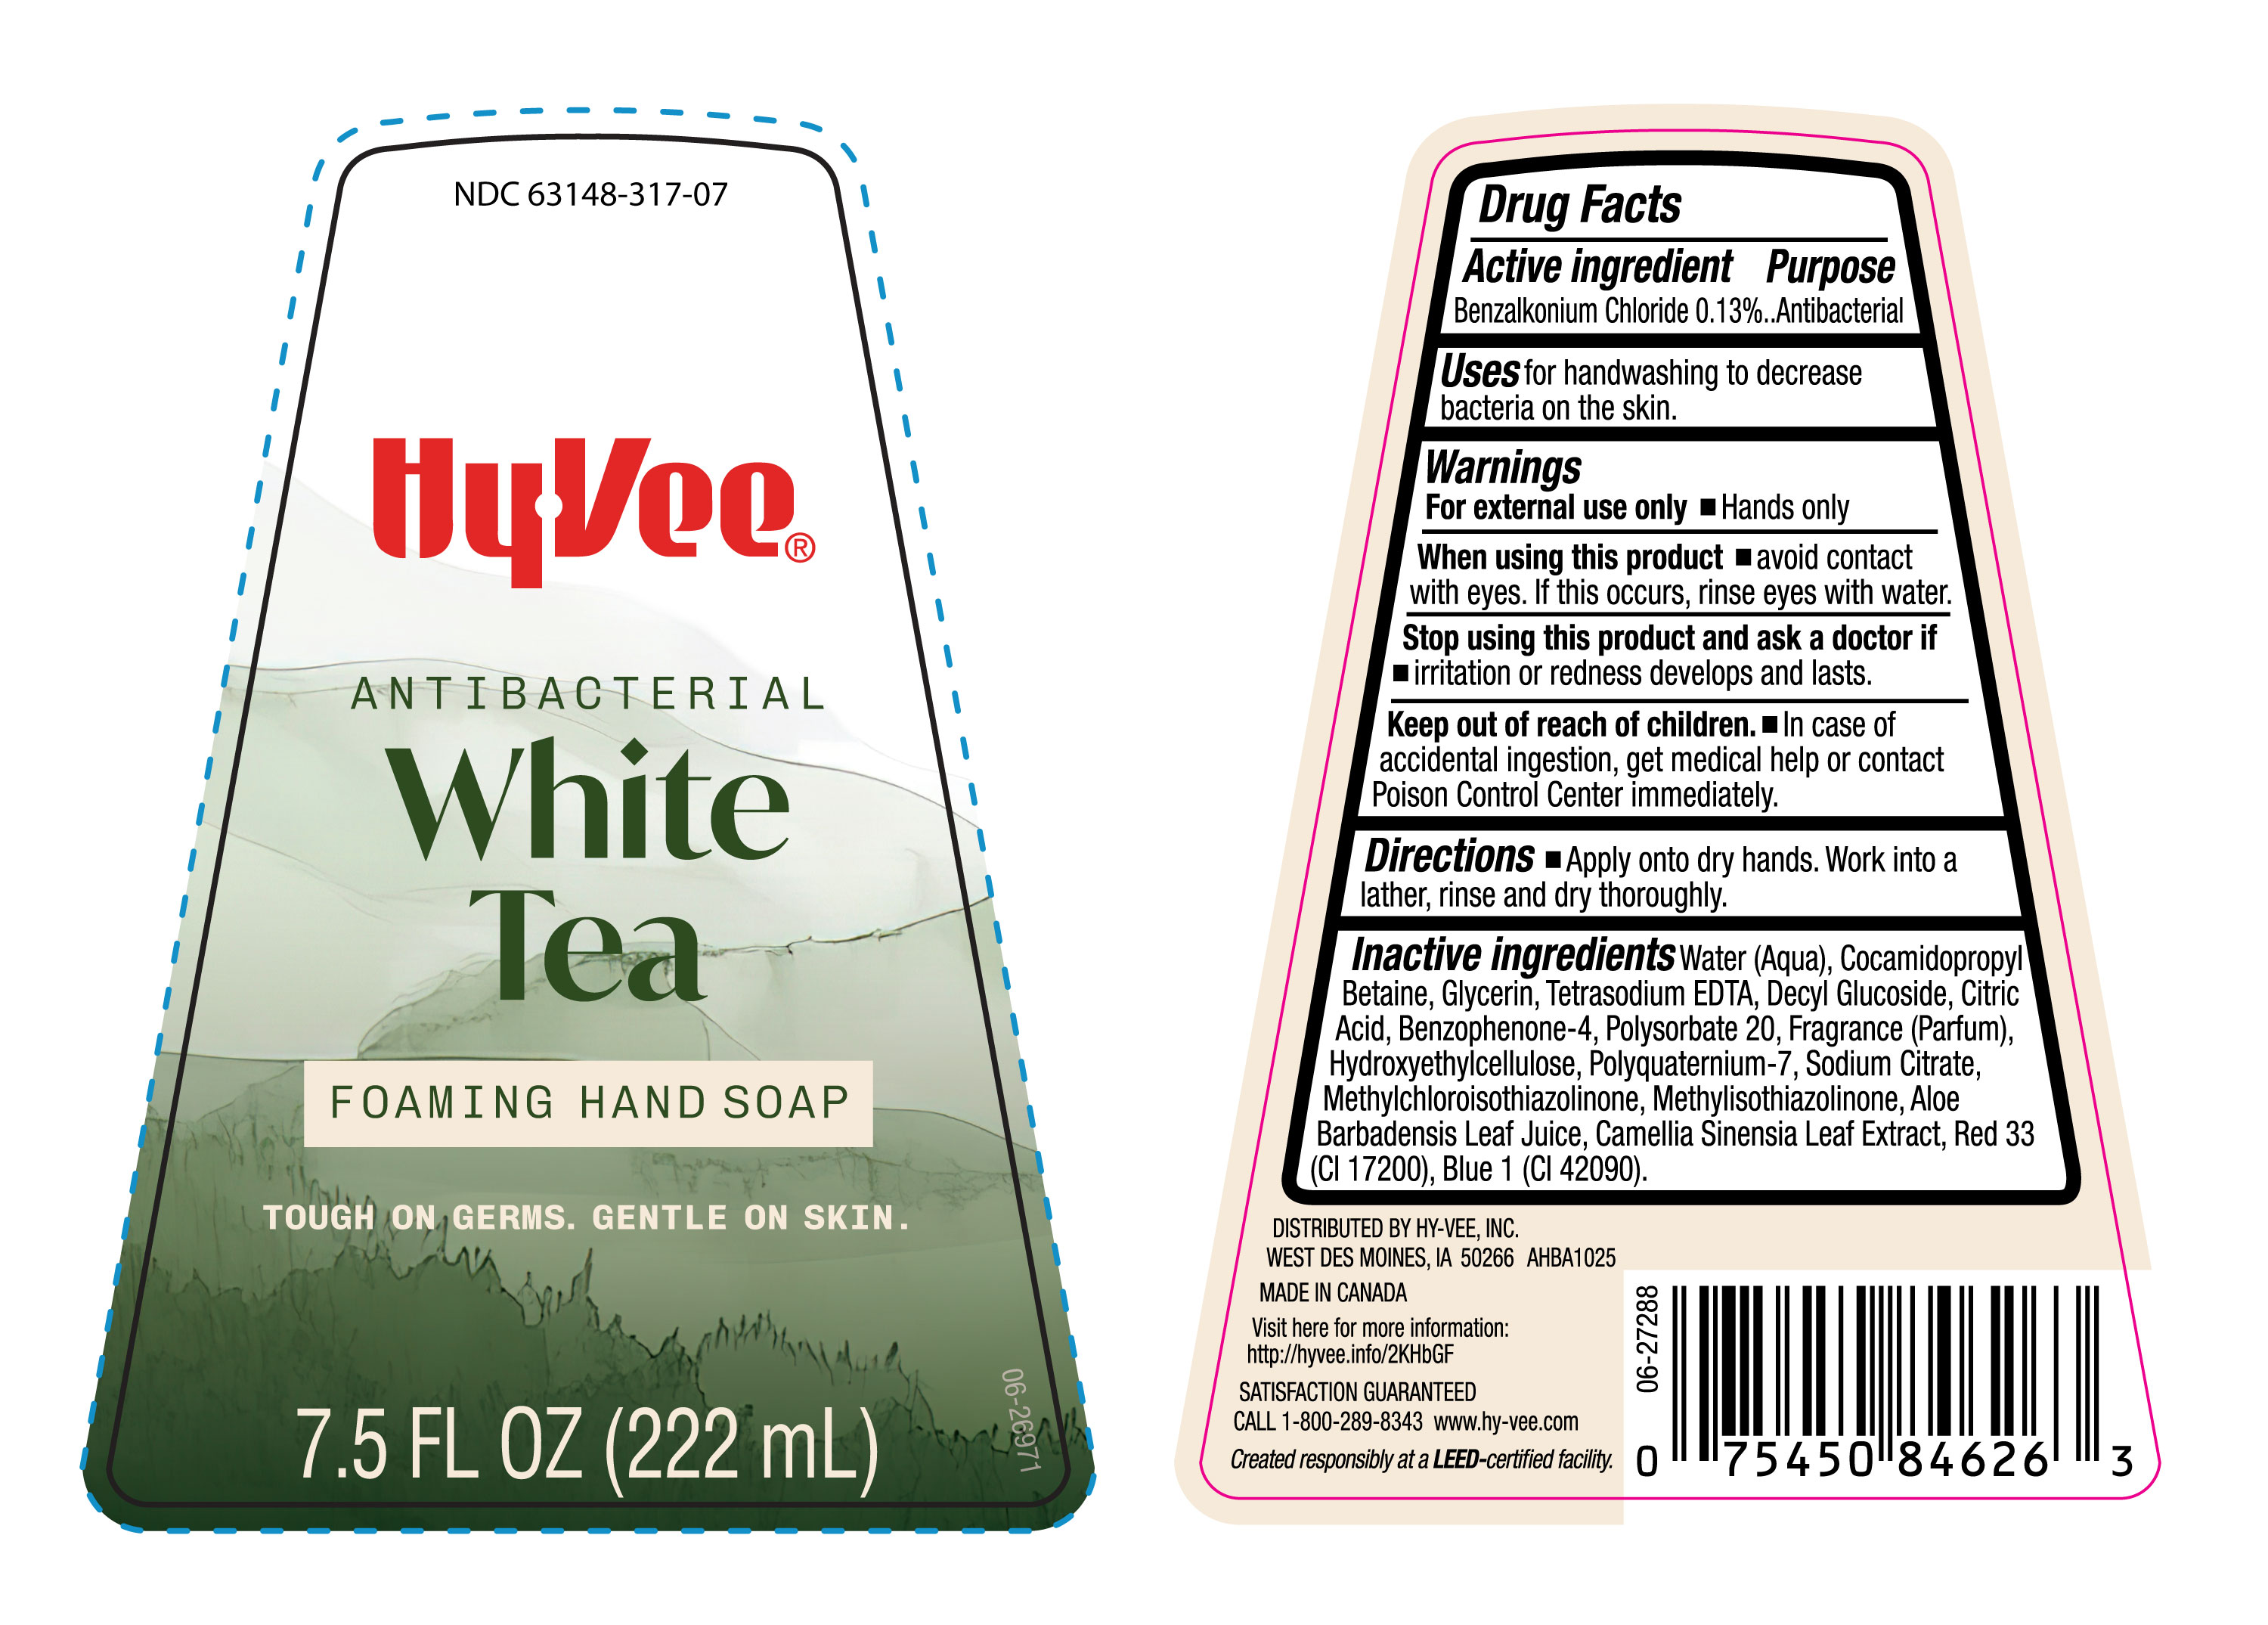 NDC 63148-317-07
HyVee®
ANTIBACTERIAL
White
Tea
FOAMING HAND SOAP
TOUGH ON GERMS. GENTLE ON SKIN.
7.5 FL OZ (222 mL)
06-26971
Drug Facts
Active ingredient Purpose
Benzalkonium Chloride 0.13%..Antibacterial
Uses for handwashing to decrease
bacteria on the skin.
Warnings
For external use only ■ Hands only
When using this product ■ avoid contact
with eyes. If this occurs, rinse eyes with water.
Stop using this product and ask a doctor if
■ irritation or redness develops and lasts.
Keep out of reach of children. ■ In case of
accidental ingestion, get medical help or contact
Poison Control Center immediately.
Directions ■ Apply onto dry hands. Work into a
lather, rinse and dry thoroughly.
Inactive ingredients Water (Aqua), Cocamidopropyl
Betaine, Glycerin, Tetrasodium EDTA, Decyl Glucoside, Citric
Acid, Benzophenone-4, Polysorbate 20, Fragrance (Parfum),
Hydroxyethylcellulose, Polyquaternium-7, Sodium Citrate,
Methylchloroisothiazolinone, Methylisothiazolinone, Aloe
Barbadensis Leaf Juice, Camellia Sinensia Leaf Extract, Red 33
(CI 17200), Blue 1 (CI 42090).
DISTRIBUTED BY HY-VEE, INC.
WEST DES MOINES, IA 50266 AHBA1025
MADE IN CANADA
Visit here for more information:
http://hyvee.info/2KHbGF
SATISFACTION GUARANTEED
CALL 1-800-289-8343 www.hy-vee.com
Created responsibly at a LEED-certified facility.
06-27288
0 75450 84626 3